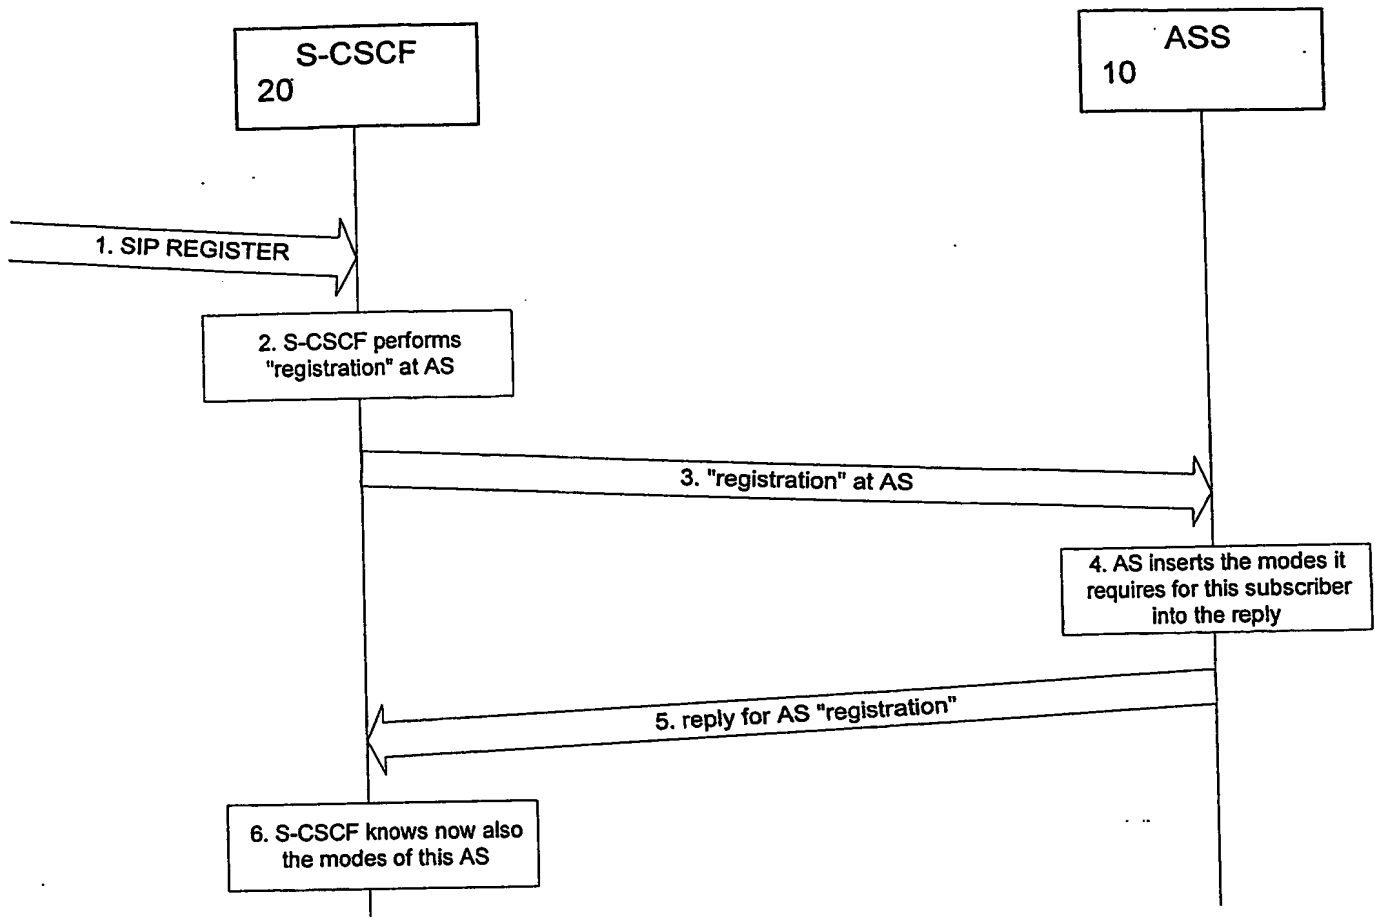 S-CSCF
20
ASS
10
1. SIP REGISTER
2. S-CSCF performs
"registration" at AS
3. "registration" at AS
4. AS inserts the modes it
requires for this subscriber
into the reply
5. reply for AS "registration"
6. S-CSCF knows now also
the modes of this AS